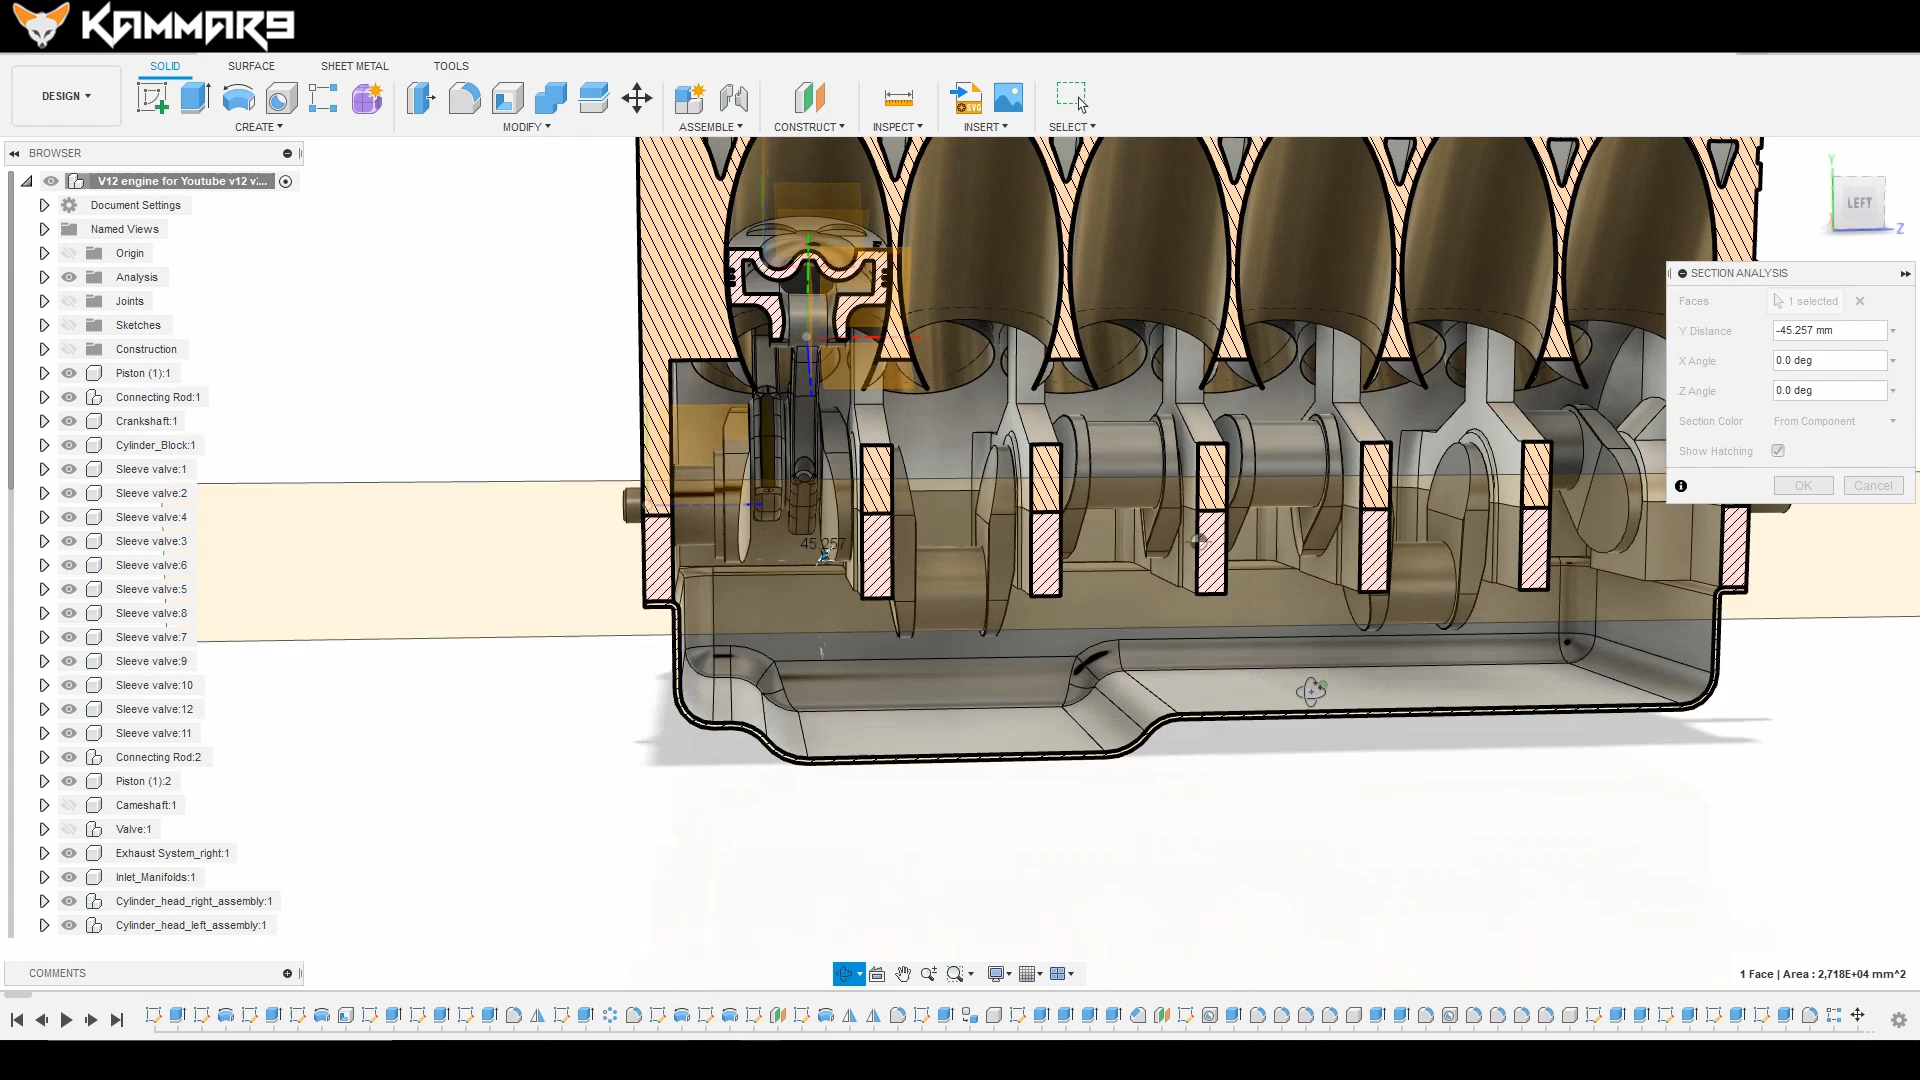 KAMMAR9
SOLID
SURFACE
SHEET METAL
TOOLS
DESIGN
CREATE
MODIFY
ASSEMBLE
CONSTRUCT
INSPECT
INSERT
SELECT
BROWSER
V12 engine for Youtube v12 v:...
Document Settings
Named Views
Origin
Analysis
Joints
Sketches
Construction
Piston (1):1
Connecting Rod:1
Crankshaft:1
Cylinder_Block:1
Sleeve valve:1
Sleeve valve:2
Sleeve valve:4
Sleeve valve:3
Sleeve valve:6
Sleeve valve:5
Sleeve valve:8
Sleeve valve:7
Sleeve valve:9
Sleeve valve:10
Sleeve valve:12
Sleeve valve:11
Connecting Rod:2
Piston (1):2
Cameshaft:1
Valve:1
Exhaust System_right:1
Inlet_Manifolds:1
Cylinder_head_right_assembly:1
Cylinder_head_left_assembly:1
COMMENTS
45.257
Y
LEFT
Z
SECTION ANALYSIS
Faces
1 selected
Y Distance
-45.257 mm
X Angle
0.0 deg
Z Angle
0.0 deg
Section Color
From Component
Show Hatching
OK
Cancel
1 Face | Area : 2,718E+04 mm^2